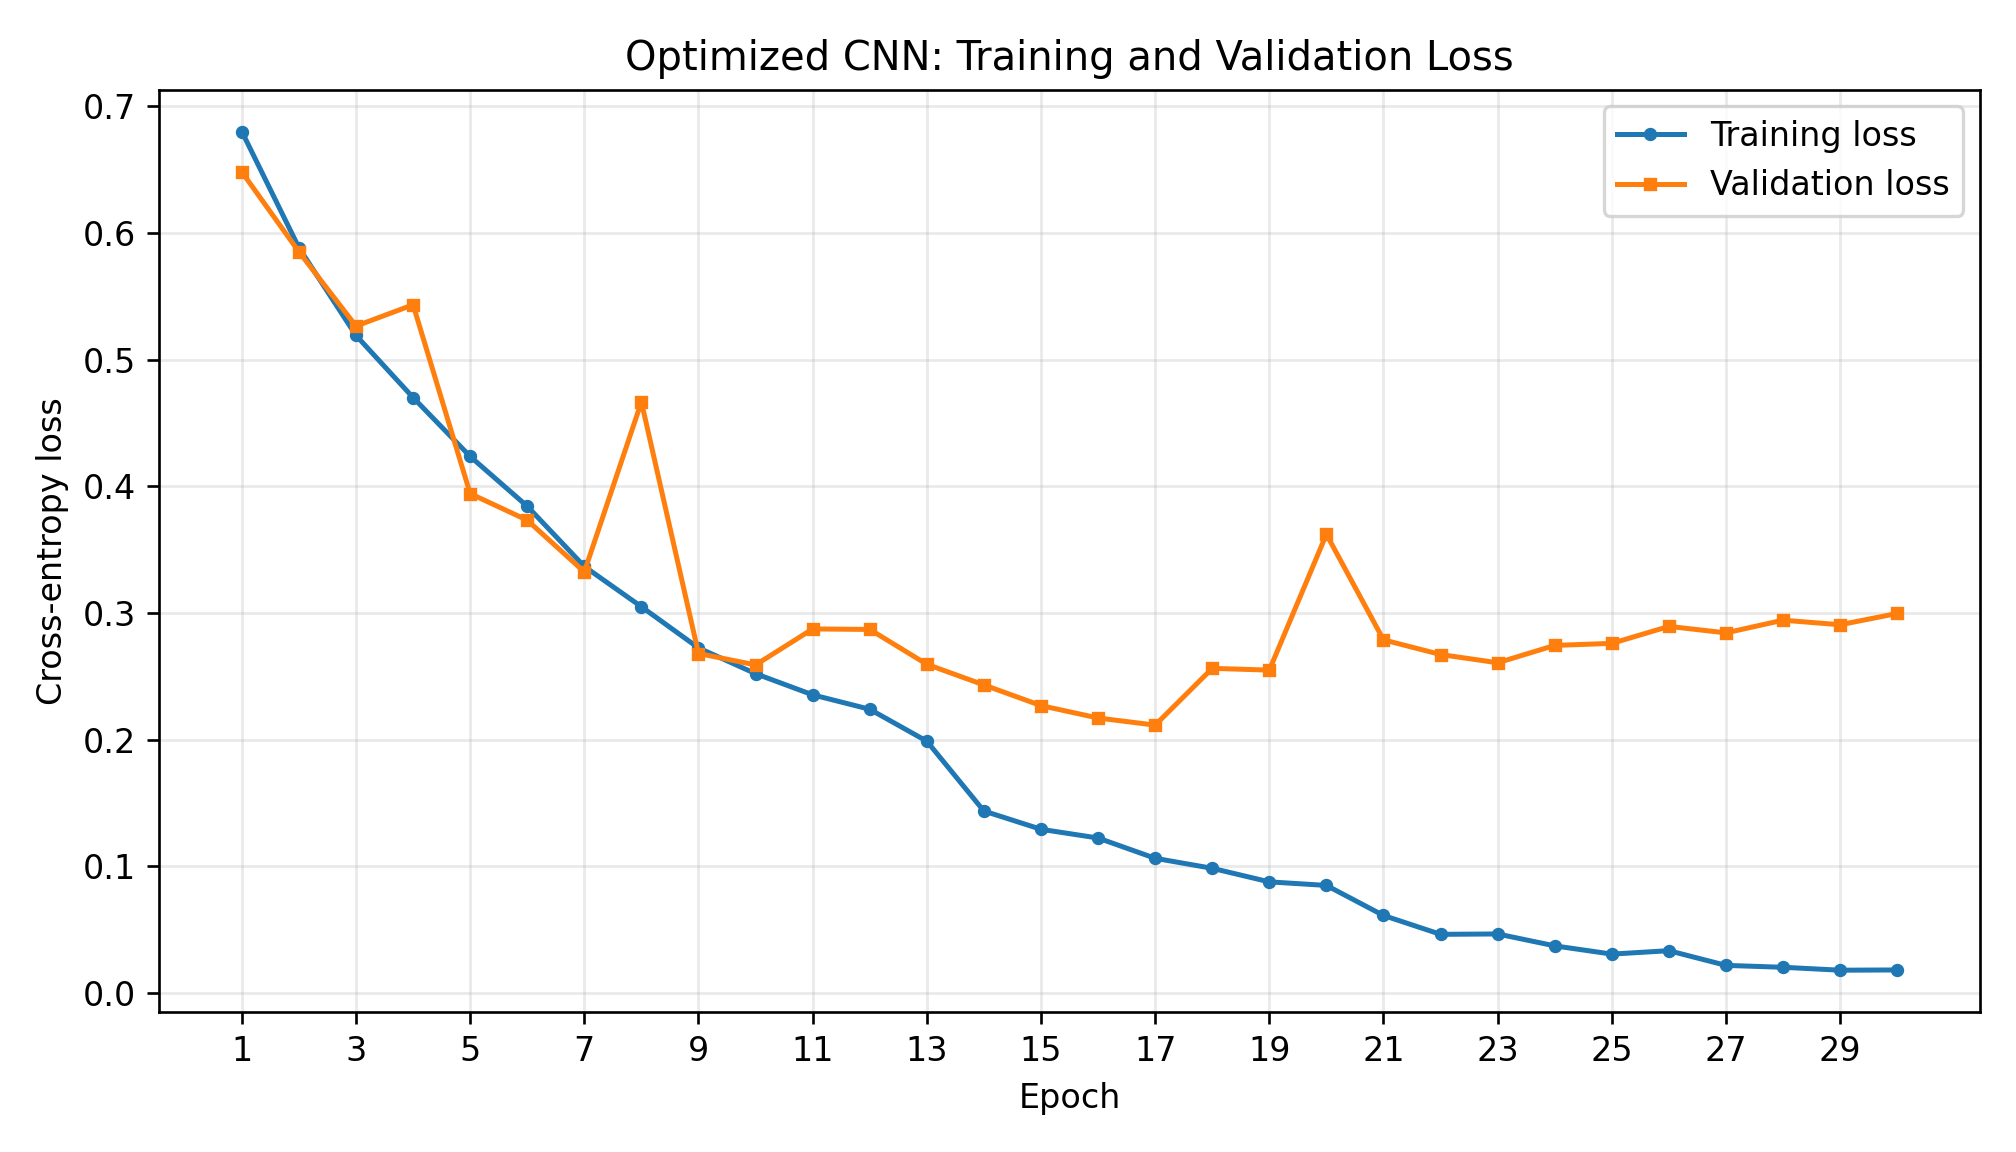 Optimized CNN: Training and Validation Loss
Training loss
Validation loss
Cross-entropy loss
0.7
0.6
0.5
0.4
0.3
0.2
0.1
0.0
1 3 5 7 9 11 13 15 17 19 21 23 25 27 29
Epoch